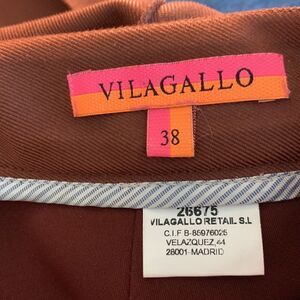 VILAGALLO
38
26675
VILAGALLO RETAIL S.L
C.I.F B-85976025
VELAZQUEZ,44
28001-MADRID